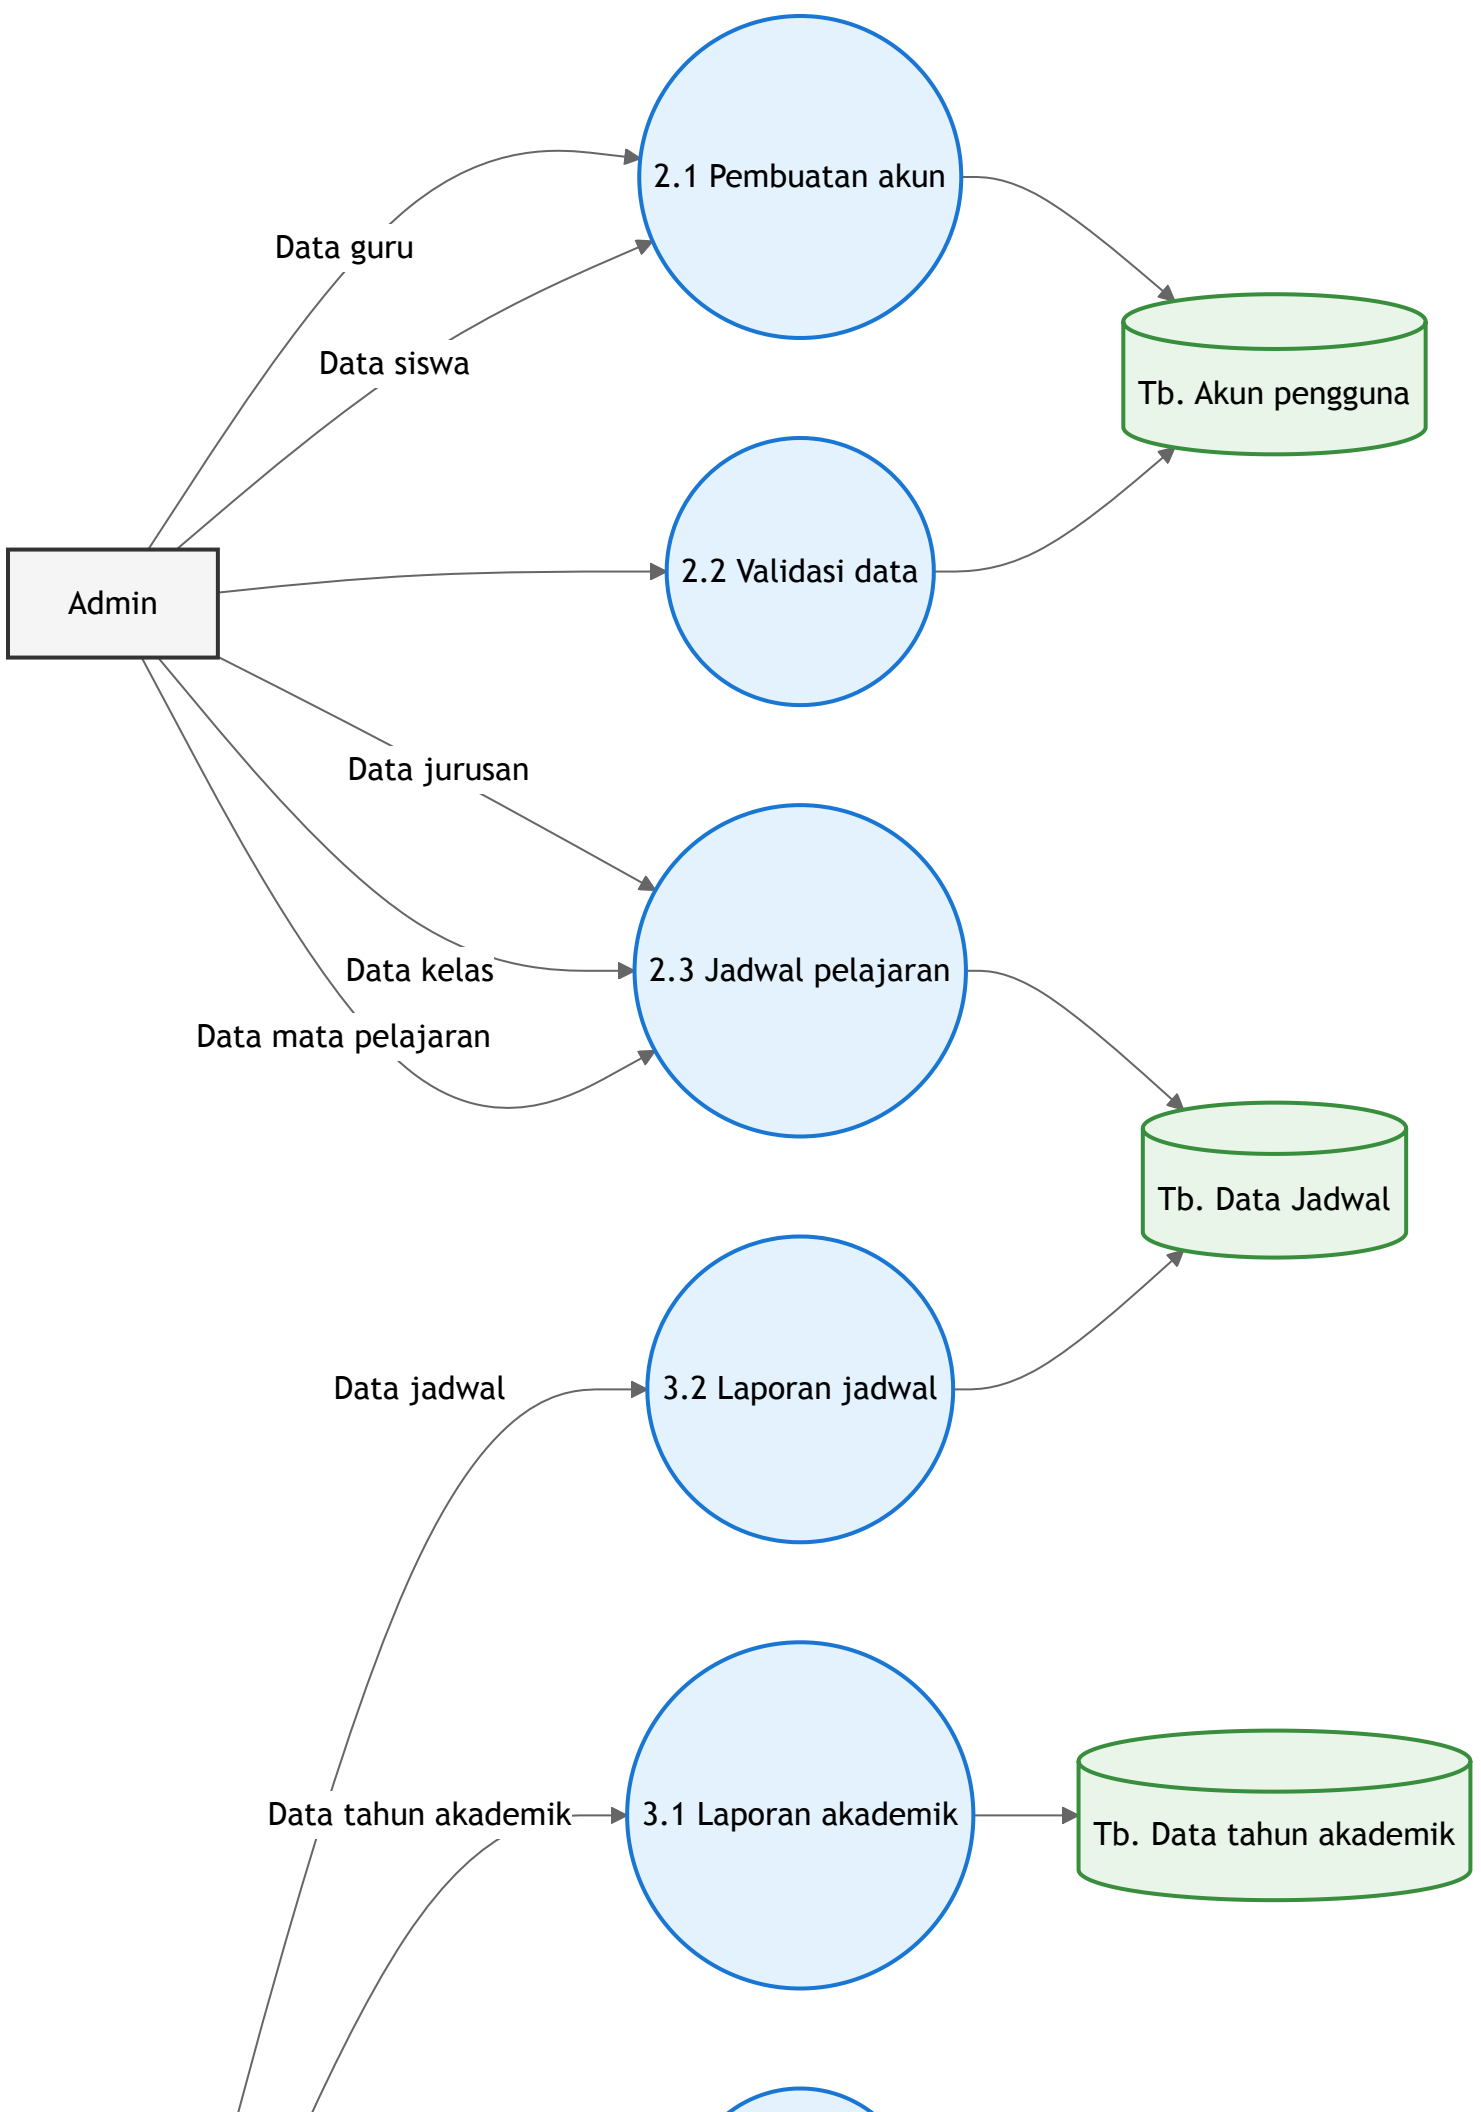 2.1 Pembuatan akun
Data guru
Data siswa
Tb. Akun pengguna
2.2 Validasi data
Admin
Data jurusan
Data kelas
2.3 Jadwal pelajaran
Data mata pelajaran
Tb. Data Jadwal
Data jadwal
3.2 Laporan jadwal
Data tahun akademik
3.1 Laporan akademik
Tb. Data tahun akademik